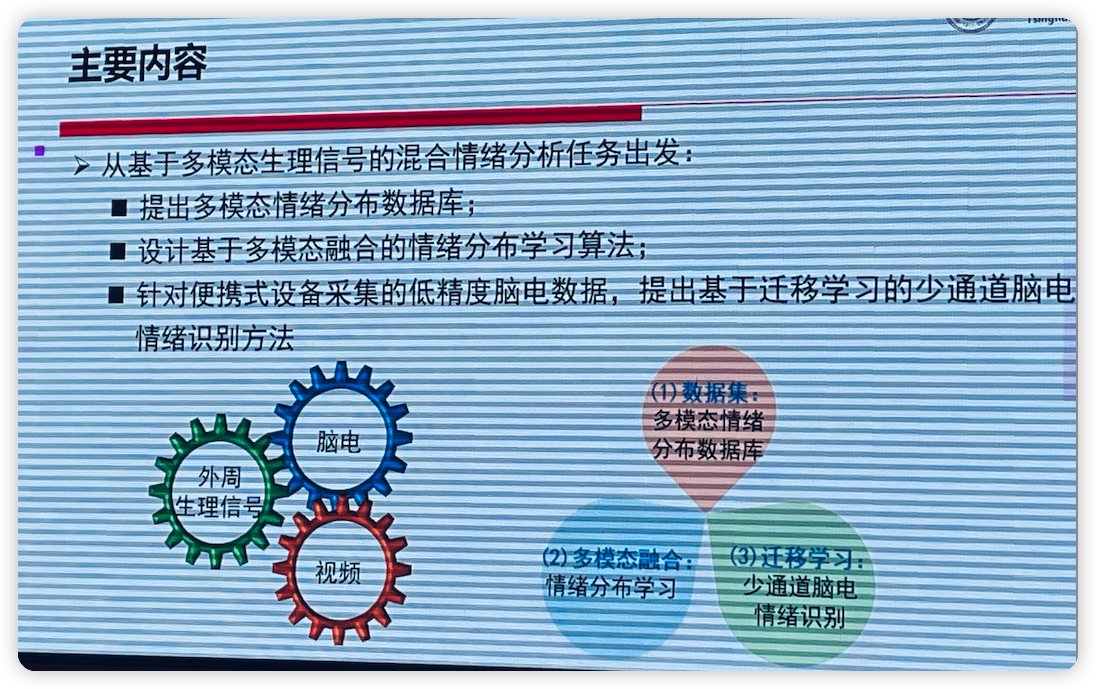 主要内容
➢ 从基于多模态生理信号的混合情绪分析任务出发：
■ 提出多模态情绪分布数据库；
■ 设计基于多模态融合的情绪分布学习算法；
■ 针对便携式设备采集的低精度脑电数据，提出基于迁移学习的少通道脑电
情绪识别方法
脑电
外周
生理信号
视频
(1)数据集：
多模态情绪
分布数据库
(2)多模态融合：
情绪分布学习
(3)迁移学习：
少通道脑电
情绪识别